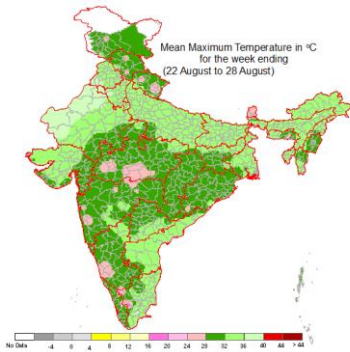 Mean Maximum Temperature in ºC
for the week ending
(22 August to 28 August)
No Data -4 0 4 8 12 16 20 24 28 32 36 40 44 > 44